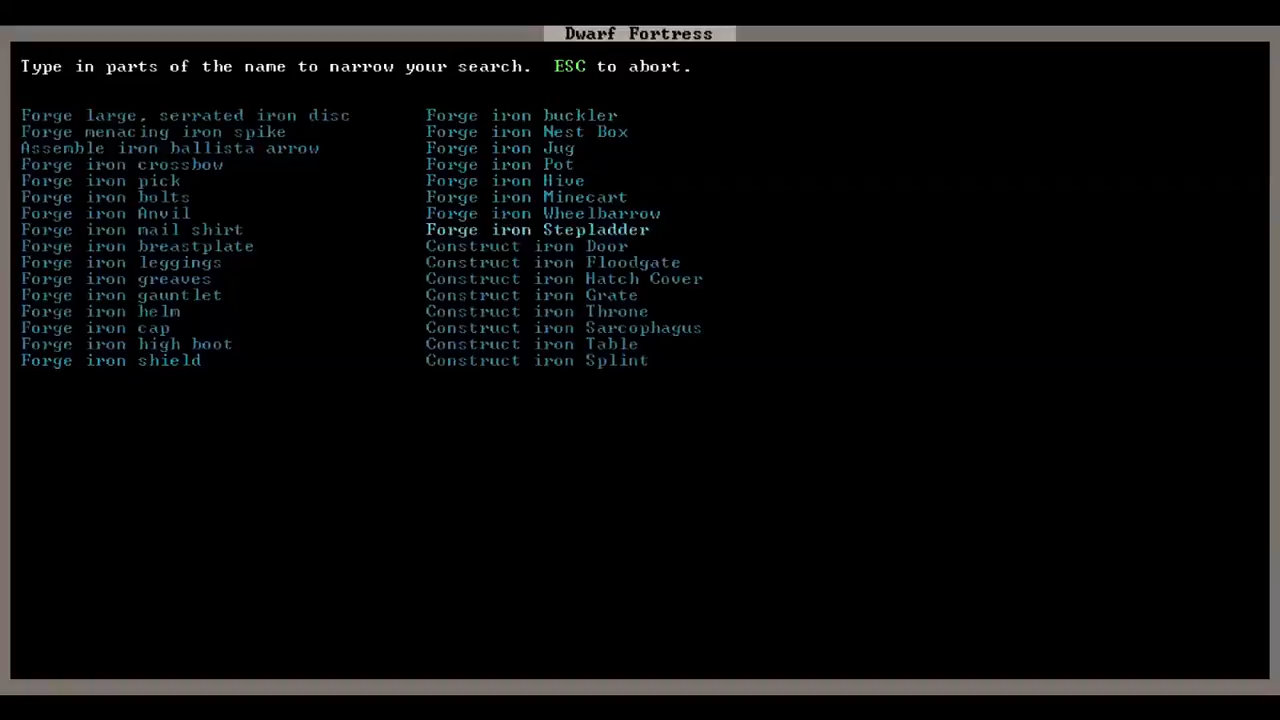 Dwarf Fortress
Type in parts of the name to narrow your search.  ESC to abort.
Forge large, serrated iron disc
Forge menacing iron spike
Assemble iron ballista arrow
Forge iron crossbow
Forge iron pick
Forge iron bolts
Forge iron Anvil
Forge iron mail shirt
Forge iron breastplate
Forge iron leggings
Forge iron greaves
Forge iron gauntlet
Forge iron helm
Forge iron cap
Forge iron high boot
Forge iron shield
Forge iron buckler
Forge iron Nest Box
Forge iron Jug
Forge iron Pot
Forge iron Hive
Forge iron Minecart
Forge iron Wheelbarrow
Forge iron Stepladder
Construct iron Door
Construct iron Floodgate
Construct iron Hatch Cover
Construct iron Grate
Construct iron Throne
Construct iron Sarcophagus
Construct iron Table
Construct iron Splint